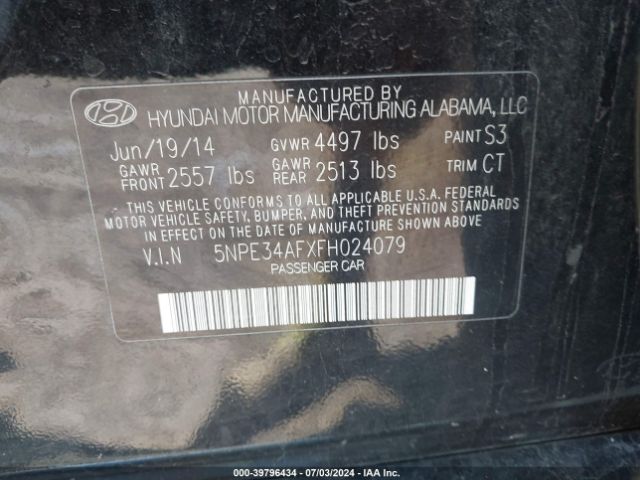 MANUFACTURED BY
HYUNDAI MOTOR MANUFACTURING ALABAMA, LLC
Jun/19/14 GVWR 4497 lbs PAINT S3
GAWR FRONT 2557 lbs GAWR REAR 2513 lbs TRIM CT
THIS VEHICLE CONFORMS TO ALL APPLICABLE U.S.A. FEDERAL
MOTOR VEHICLE SAFETY, BUMPER, AND THEFT PREVENTION STANDARDS
IN EFFECT ON THE DATE OF MANUFACTURE SHOWN ABOVE.
V.I.N 5NPE34AFXFH024079
PASSENGER CAR
000-39796434 - 07/03/2024 - IAA Inc.